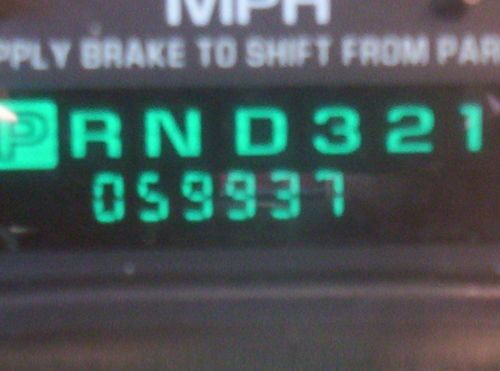 MPH
PPLY BRAKE TO SHIFT FROM PAR
P R N D 3 2 1
059937